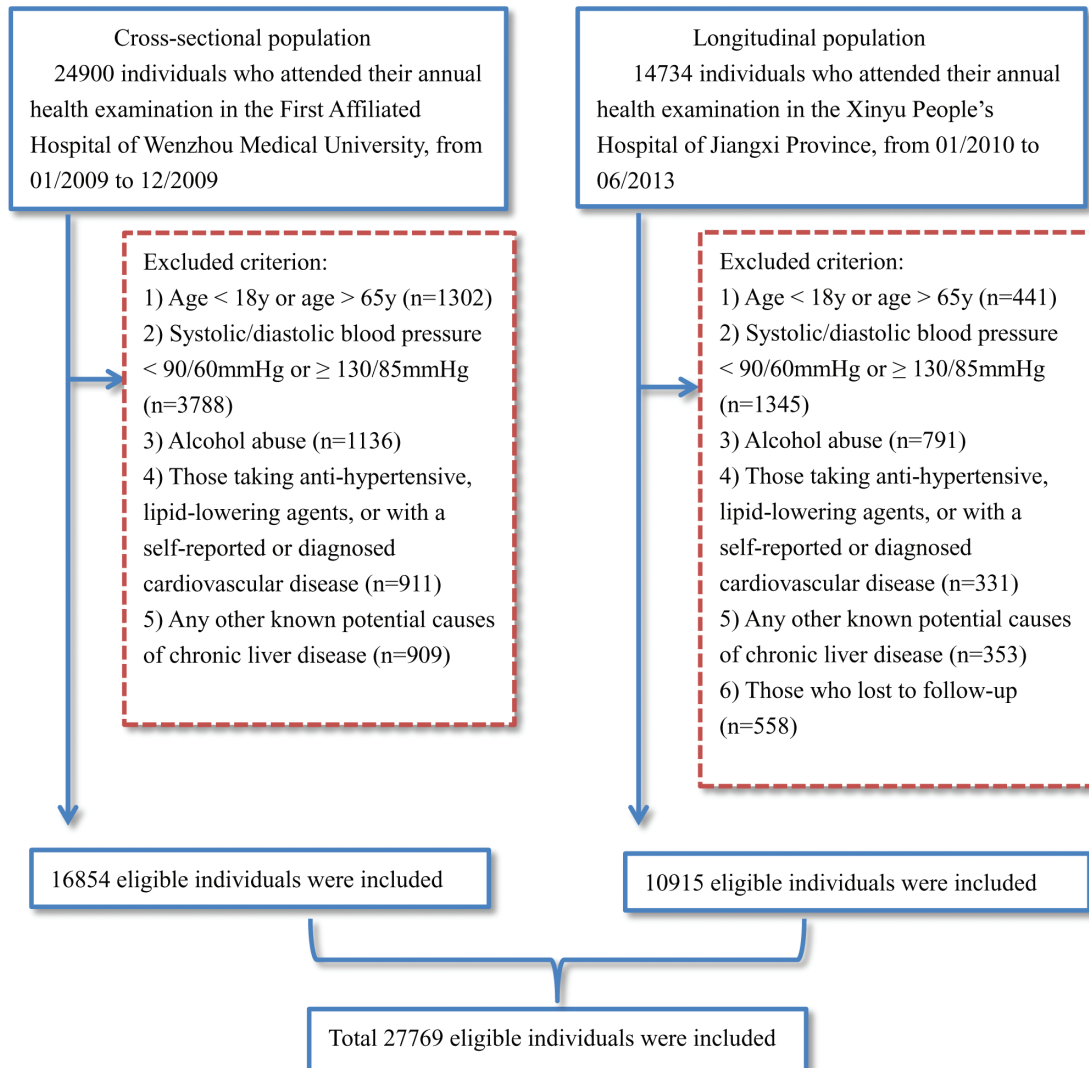 Cross-sectional population
24900 individuals who attended their annual
health examination in the First Affiliated
Hospital of Wenzhou Medical University, from
01/2009 to 12/2009
Longitudinal population
14734 individuals who attended their annual
health examination in the Xinyu People’s
Hospital of Jiangxi Province, from 01/2010 to
06/2013
Excluded criterion:
1) Age < 18y or age > 65y (n=1302)
2) Systolic/diastolic blood pressure
< 90/60mmHg or ≥ 130/85mmHg
(n=3788)
3) Alcohol abuse (n=1136)
4) Those taking anti-hypertensive,
lipid-lowering agents, or with a
self-reported or diagnosed
cardiovascular disease (n=911)
5) Any other known potential causes
of chronic liver disease (n=909)
Excluded criterion:
1) Age < 18y or age > 65y (n=441)
2) Systolic/diastolic blood pressure
< 90/60mmHg or ≥ 130/85mmHg
(n=1345)
3) Alcohol abuse (n=791)
4) Those taking anti-hypertensive,
lipid-lowering agents, or with a
self-reported or diagnosed
cardiovascular disease (n=331)
5) Any other known potential causes
of chronic liver disease (n=353)
6) Those who lost to follow-up
(n=558)
16854 eligible individuals were included
10915 eligible individuals were included
Total 27769 eligible individuals were included